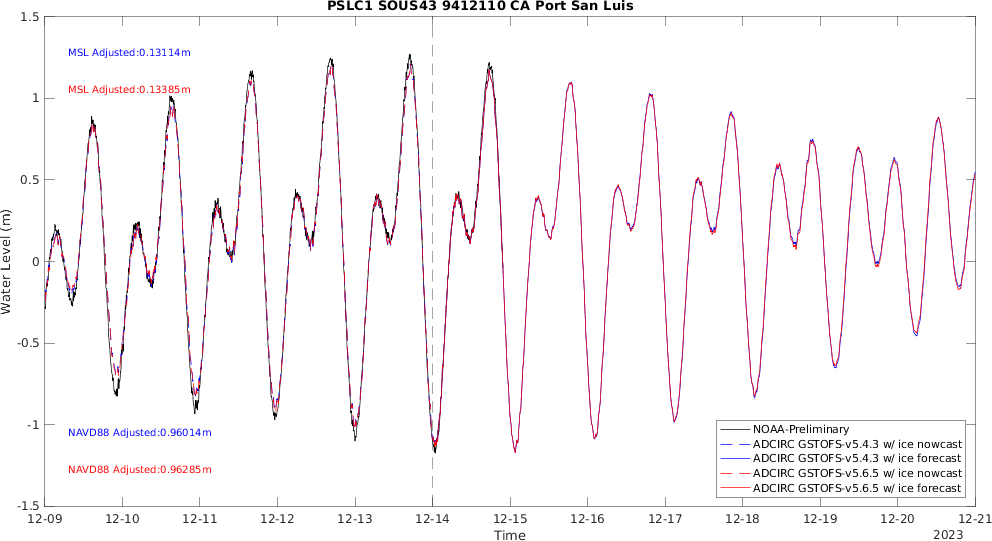 PSLC1 SOUS43 9412110 CA Port San Luis
1.5
MSL Adjusted:0.13114m
MSL Adjusted:0.13385m
1
0.5
0
-0.5
-1
-1.5
Water Level (m)
NAVD88 Adjusted:0.96014m
NAVD88 Adjusted:0.96285m
NOAA-Preliminary
ADCIRC GSTOFS-v5.4.3 w/ ice nowcast
ADCIRC GSTOFS-v5.4.3 w/ ice forecast
ADCIRC GSTOFS-v5.6.5 w/ ice nowcast
ADCIRC GSTOFS-v5.6.5 w/ ice forecast
12-09 12-10 12-11 12-12 12-13 12-14 12-15 12-16 12-17 12-18 12-19 12-20 12-21
Time
2023